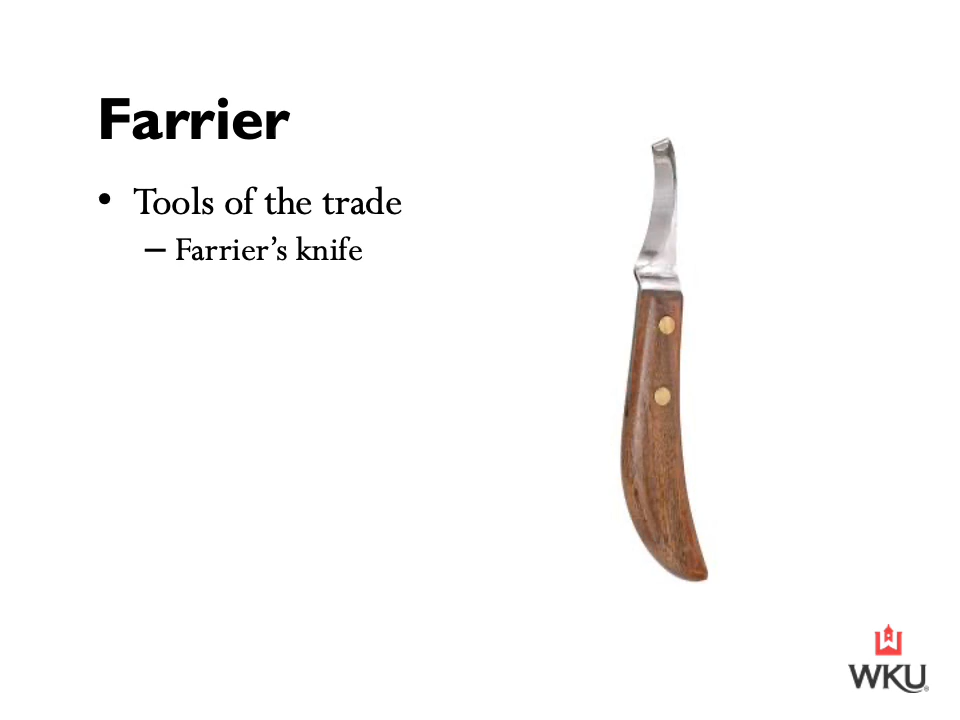 Farrier
• Tools of the trade
– Farrier’s knife
WKU®